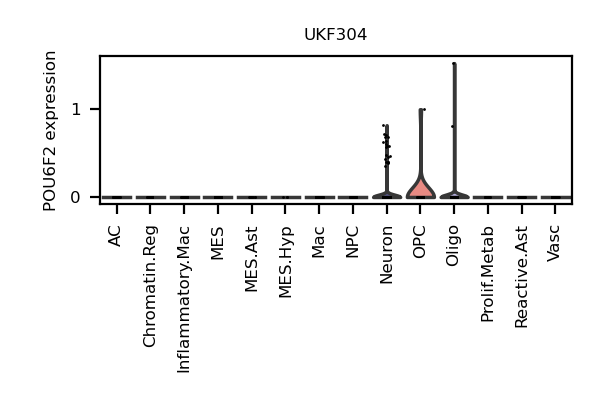 UKF304
POU6F2 expression
1
0
AC
Chromatin.Reg
Inflammatory.Mac
MES
MES.Ast
MES.Hyp
Mac
NPC
Neuron
OPC
Oligo
Prolif.Metab
Reactive.Ast
Vasc